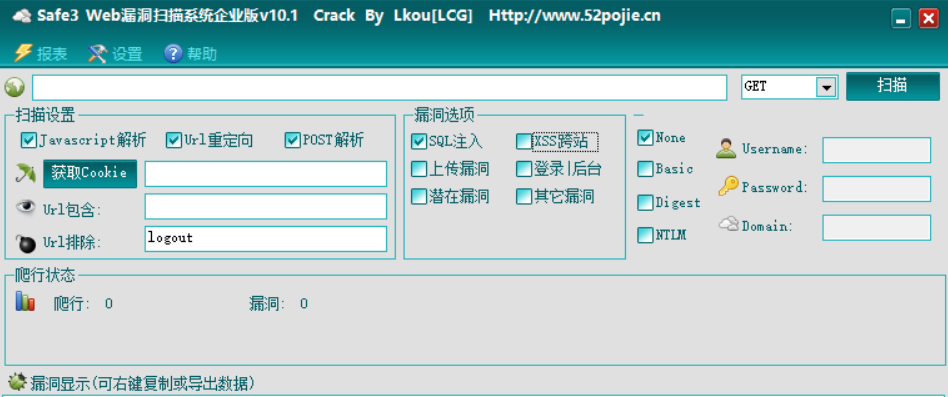 Safe3 Web漏洞扫描系统企业版v10.1 Crack By Lkou[LCG] Http://www.52pojie.cn
报表 设置 帮助
GET 扫描
扫描设置
Javascript解析 Url重定向 POST解析
获取Cookie
Url包含:
Url排除: logout
漏洞选项
SQL注入 XSS跨站
上传漏洞 登录|后台
潜在漏洞 其它漏洞
None
Basic
Digest
NTLM
Username:
Password:
Domain:
爬行状态
爬行: 0 漏洞: 0
漏洞显示(可右键复制或导出数据)